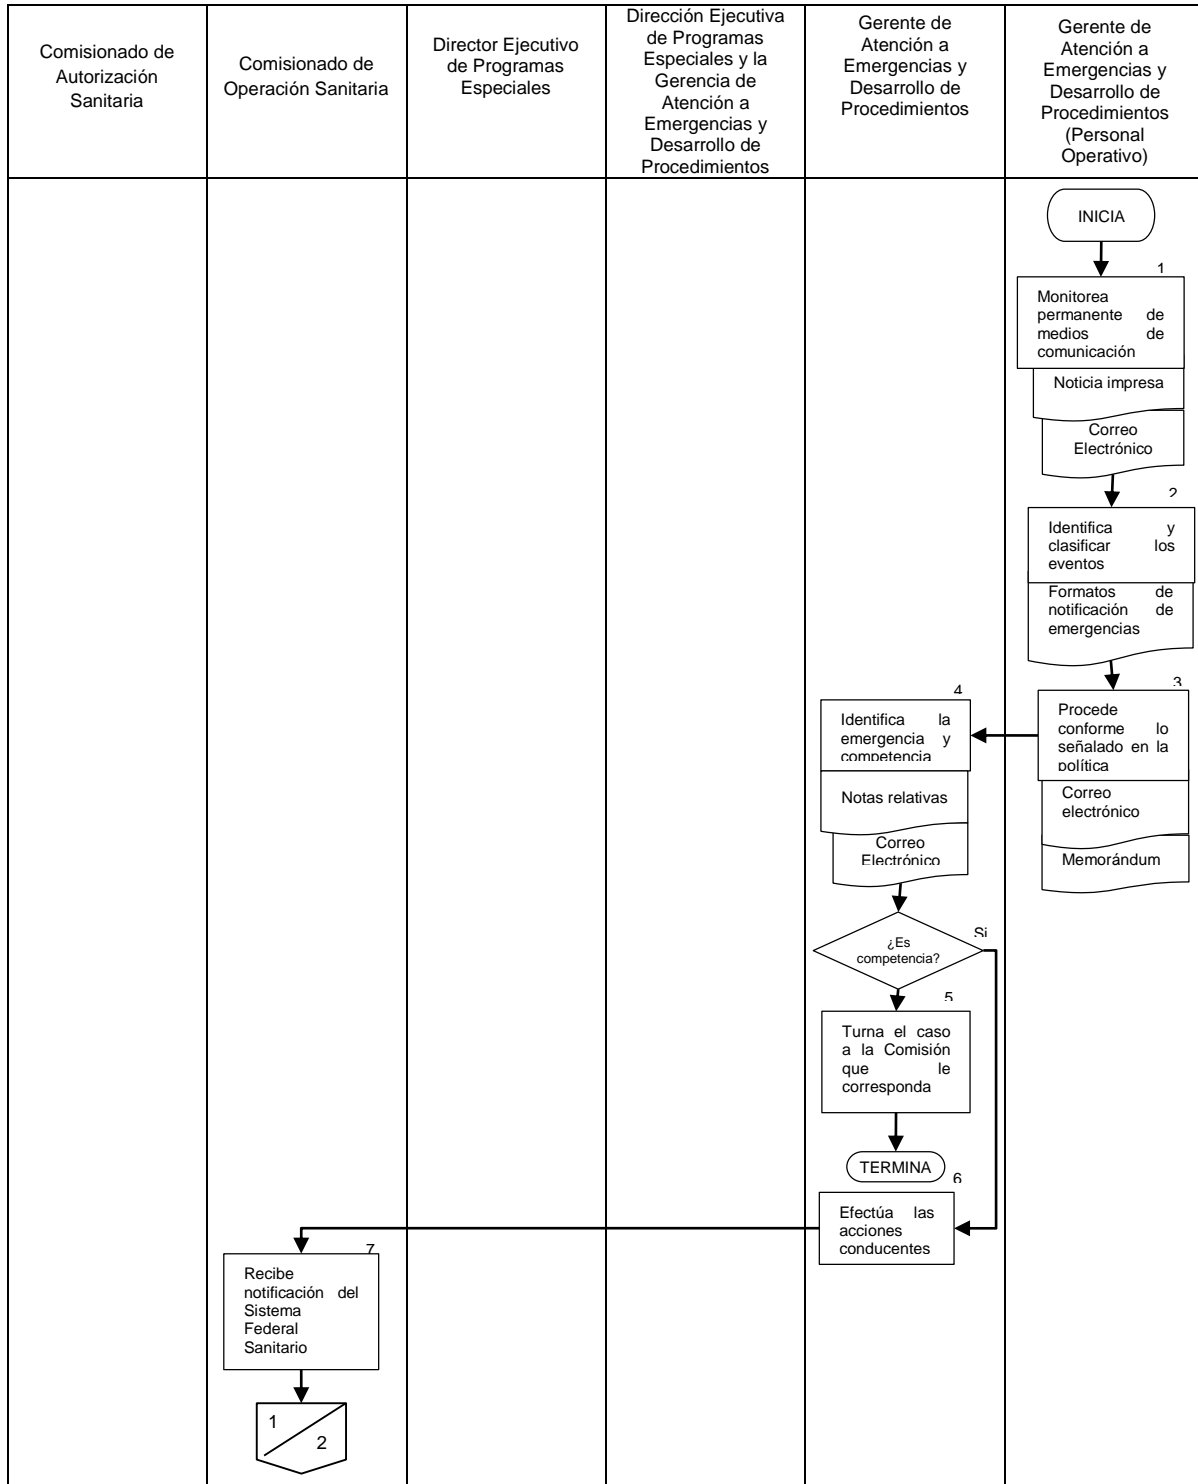 Comisionado de
Autorización
Sanitaria
Comisionado de
Operación Sanitaria
Director Ejecutivo
de Programas
Especiales
Dirección Ejecutiva
de Programas
Especiales y la
Gerencia de
Atención a
Emergencias y
Desarrollo de
Procedimientos
Gerente de
Atención a
Emergencias y
Desarrollo de
Procedimientos
Gerente de
Atención a
Emergencias y
Desarrollo de
Procedimientos
(Personal
Operativo)
INICIA
1
Monitorea
permanente de
medios de
comunicación
Noticia impresa
Correo
Electrónico
2
Identifica y
clasificar los
eventos
Formatos de
notificación de
emergencias
3
Procede
conforme lo
señalado en la
política
Correo
electrónico
Memorándum
4
Identifica la
emergencia y
competencia
Notas relativas
Correo
Electrónico
¿Es
competencia?
Si
5
Turna el caso
a la Comisión
que le
corresponda
TERMINA
6
Efectúa las
acciones
conducentes
7
Recibe
notificación del
Sistema
Federal
Sanitario
1
2